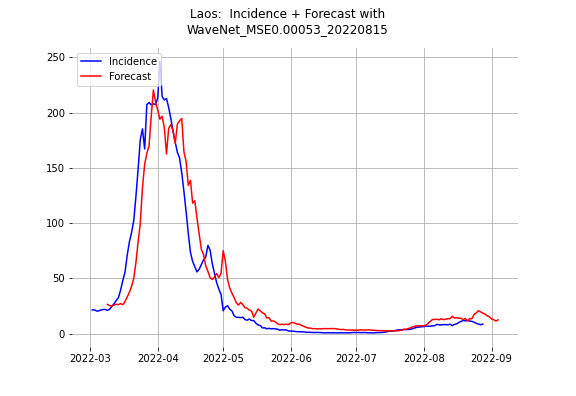 Laos:  Incidence + Forecast with
WaveNet_MSE0.00053_20220815
Incidence
Forecast
250
200
150
100
50
0
2022-03 2022-04 2022-05 2022-06 2022-07 2022-08 2022-09